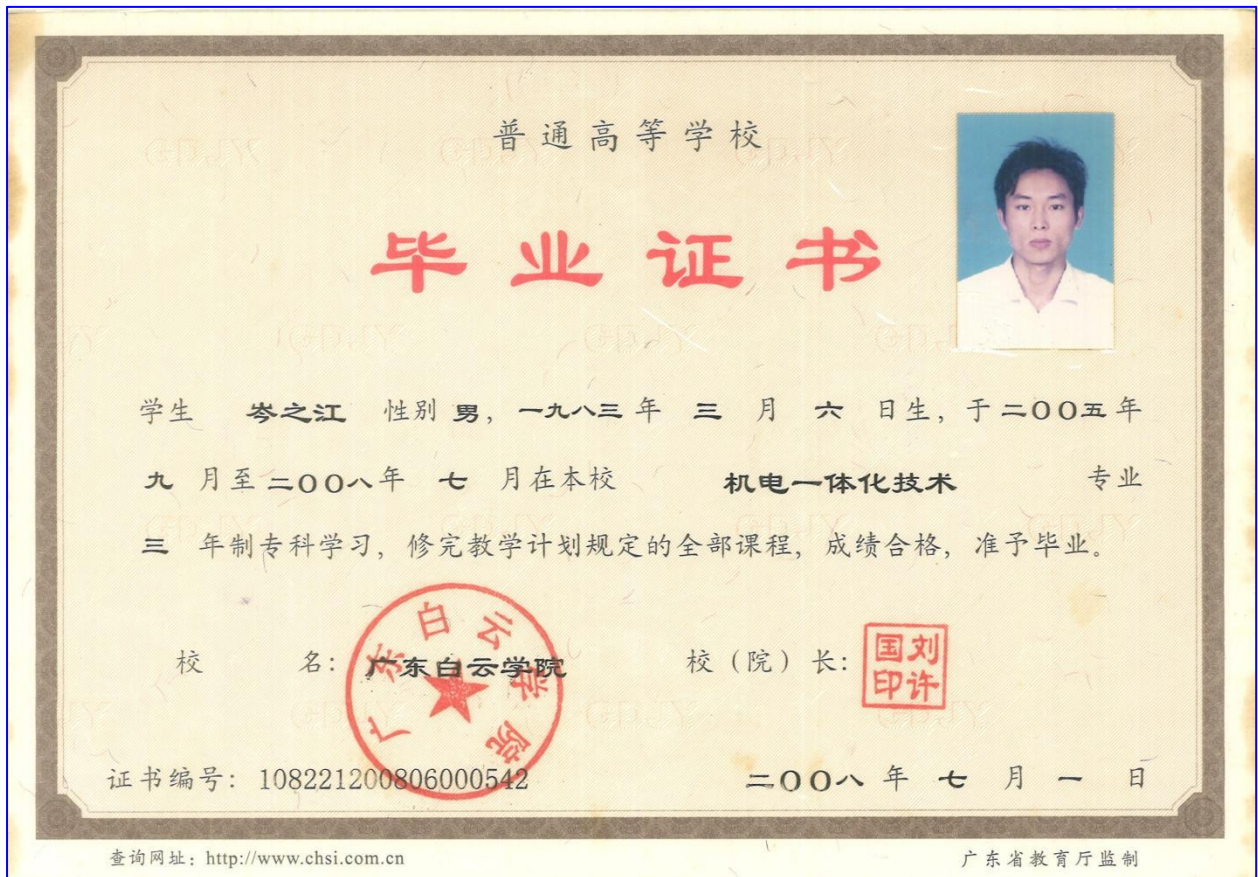 普通高等学校
毕业证书
学生 岑之江 性别 男，一九八三 年 三 月 六 日生，于 二〇〇五 年
九 月至 二〇〇八 年 七 月在本校 机电一体化技术 专业
三 年制专科学习，修完教学计划规定的全部课程，成绩合格，准予毕业。
广东白云学院
校 名：广东白云学院 校（院）长：
刘许国印
证书编号：108221200806000542 二〇〇八 年 七 月 一 日
查询网址：http://www.chsi.com.cn 广东省教育厅监制